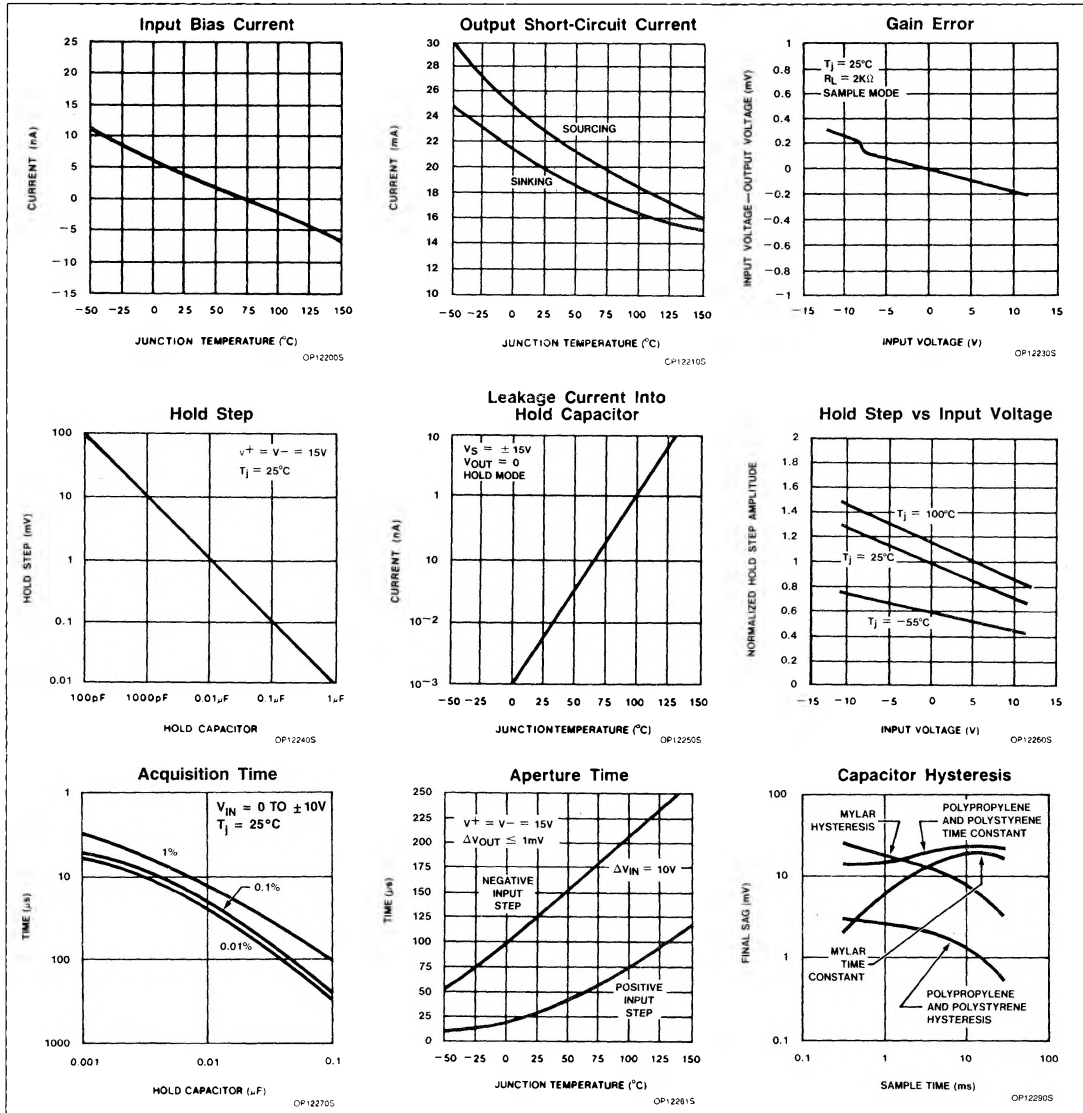 Input Bias Current
25
20
15
10
5
0
−5
−10
−15
−50 −25 0 25 50 75 100 125 150
CURRENT (nA)
JUNCTION TEMPERATURE (°C)
OP12200S
Output Short-Circuit Current
30
28
26
24
22
20
18
16
14
12
10
−50 −25 0 25 50 75 100 125 150
CURRENT (mA)
SOURCING
SINKING
JUNCTION TEMPERATURE (°C)
OP12210S
Gain Error
1
0.8
0.6
0.4
0.2
0
−0.2
−0.4
−0.6
−0.8
−1
−15 −10 −5 0 5 10 15
INPUT VOLTAGE—OUTPUT VOLTAGE (mV)
Tj = 25°C
RL = 2KΩ
SAMPLE MODE
INPUT VOLTAGE (V)
OP12230S
Hold Step
100
10
1
0.1
0.01
100pF 1000pF 0.01µF 0.1µF 1µF
HOLD STEP (mV)
V+ = V− = 15V
Tj = 25°C
HOLD CAPACITOR
OP12240S
Leakage Current Into
Hold Capacitor
10
1
10
10−2
10−3
−50 −25 0 25 50 75 100 125 150
CURRENT (nA)
VS = ±15V
VOUT = 0
HOLD MODE
JUNCTION TEMPERATURE (°C)
OP12250S
Hold Step vs Input Voltage
2
1.8
1.6
1.4
1.2
1.0
0.8
0.6
0.4
0.2
0
−15 −10 −5 0 5 10 15
NORMALIZED HOLD STEP AMPLITUDE
Tj = 100°C
Tj = 25°C
Tj = −55°C
INPUT VOLTAGE (V)
OP12260S
Acquisition Time
1
10
100
1000
0.001 0.01 0.1
TIME (µs)
VIN = 0 TO ±10V
Tj = 25°C
1%
0.1%
0.01%
HOLD CAPACITOR (µF)
OP12270S
Aperture Time
250
225
200
175
150
125
100
75
50
25
0
−50 −25 0 25 50 75 100 125 150
TIME (µs)
V+ = V− = 15V
ΔVOUT ≤ 1mV
ΔVIN = 10V
NEGATIVE
INPUT
STEP
POSITIVE
INPUT
STEP
JUNCTION TEMPERATURE (°C)
OP12281S
Capacitor Hysteresis
100
10
1
0.1
0.1 1 10 100
FINAL SAG (mV)
MYLAR
HYSTERESIS
POLYPROPYLENE
AND POLYSTYRENE
TIME CONSTANT
MYLAR
TIME
CONSTANT
POLYPROPYLENE
AND POLYSTYRENE
HYSTERESIS
SAMPLE TIME (ms)
OP12290S